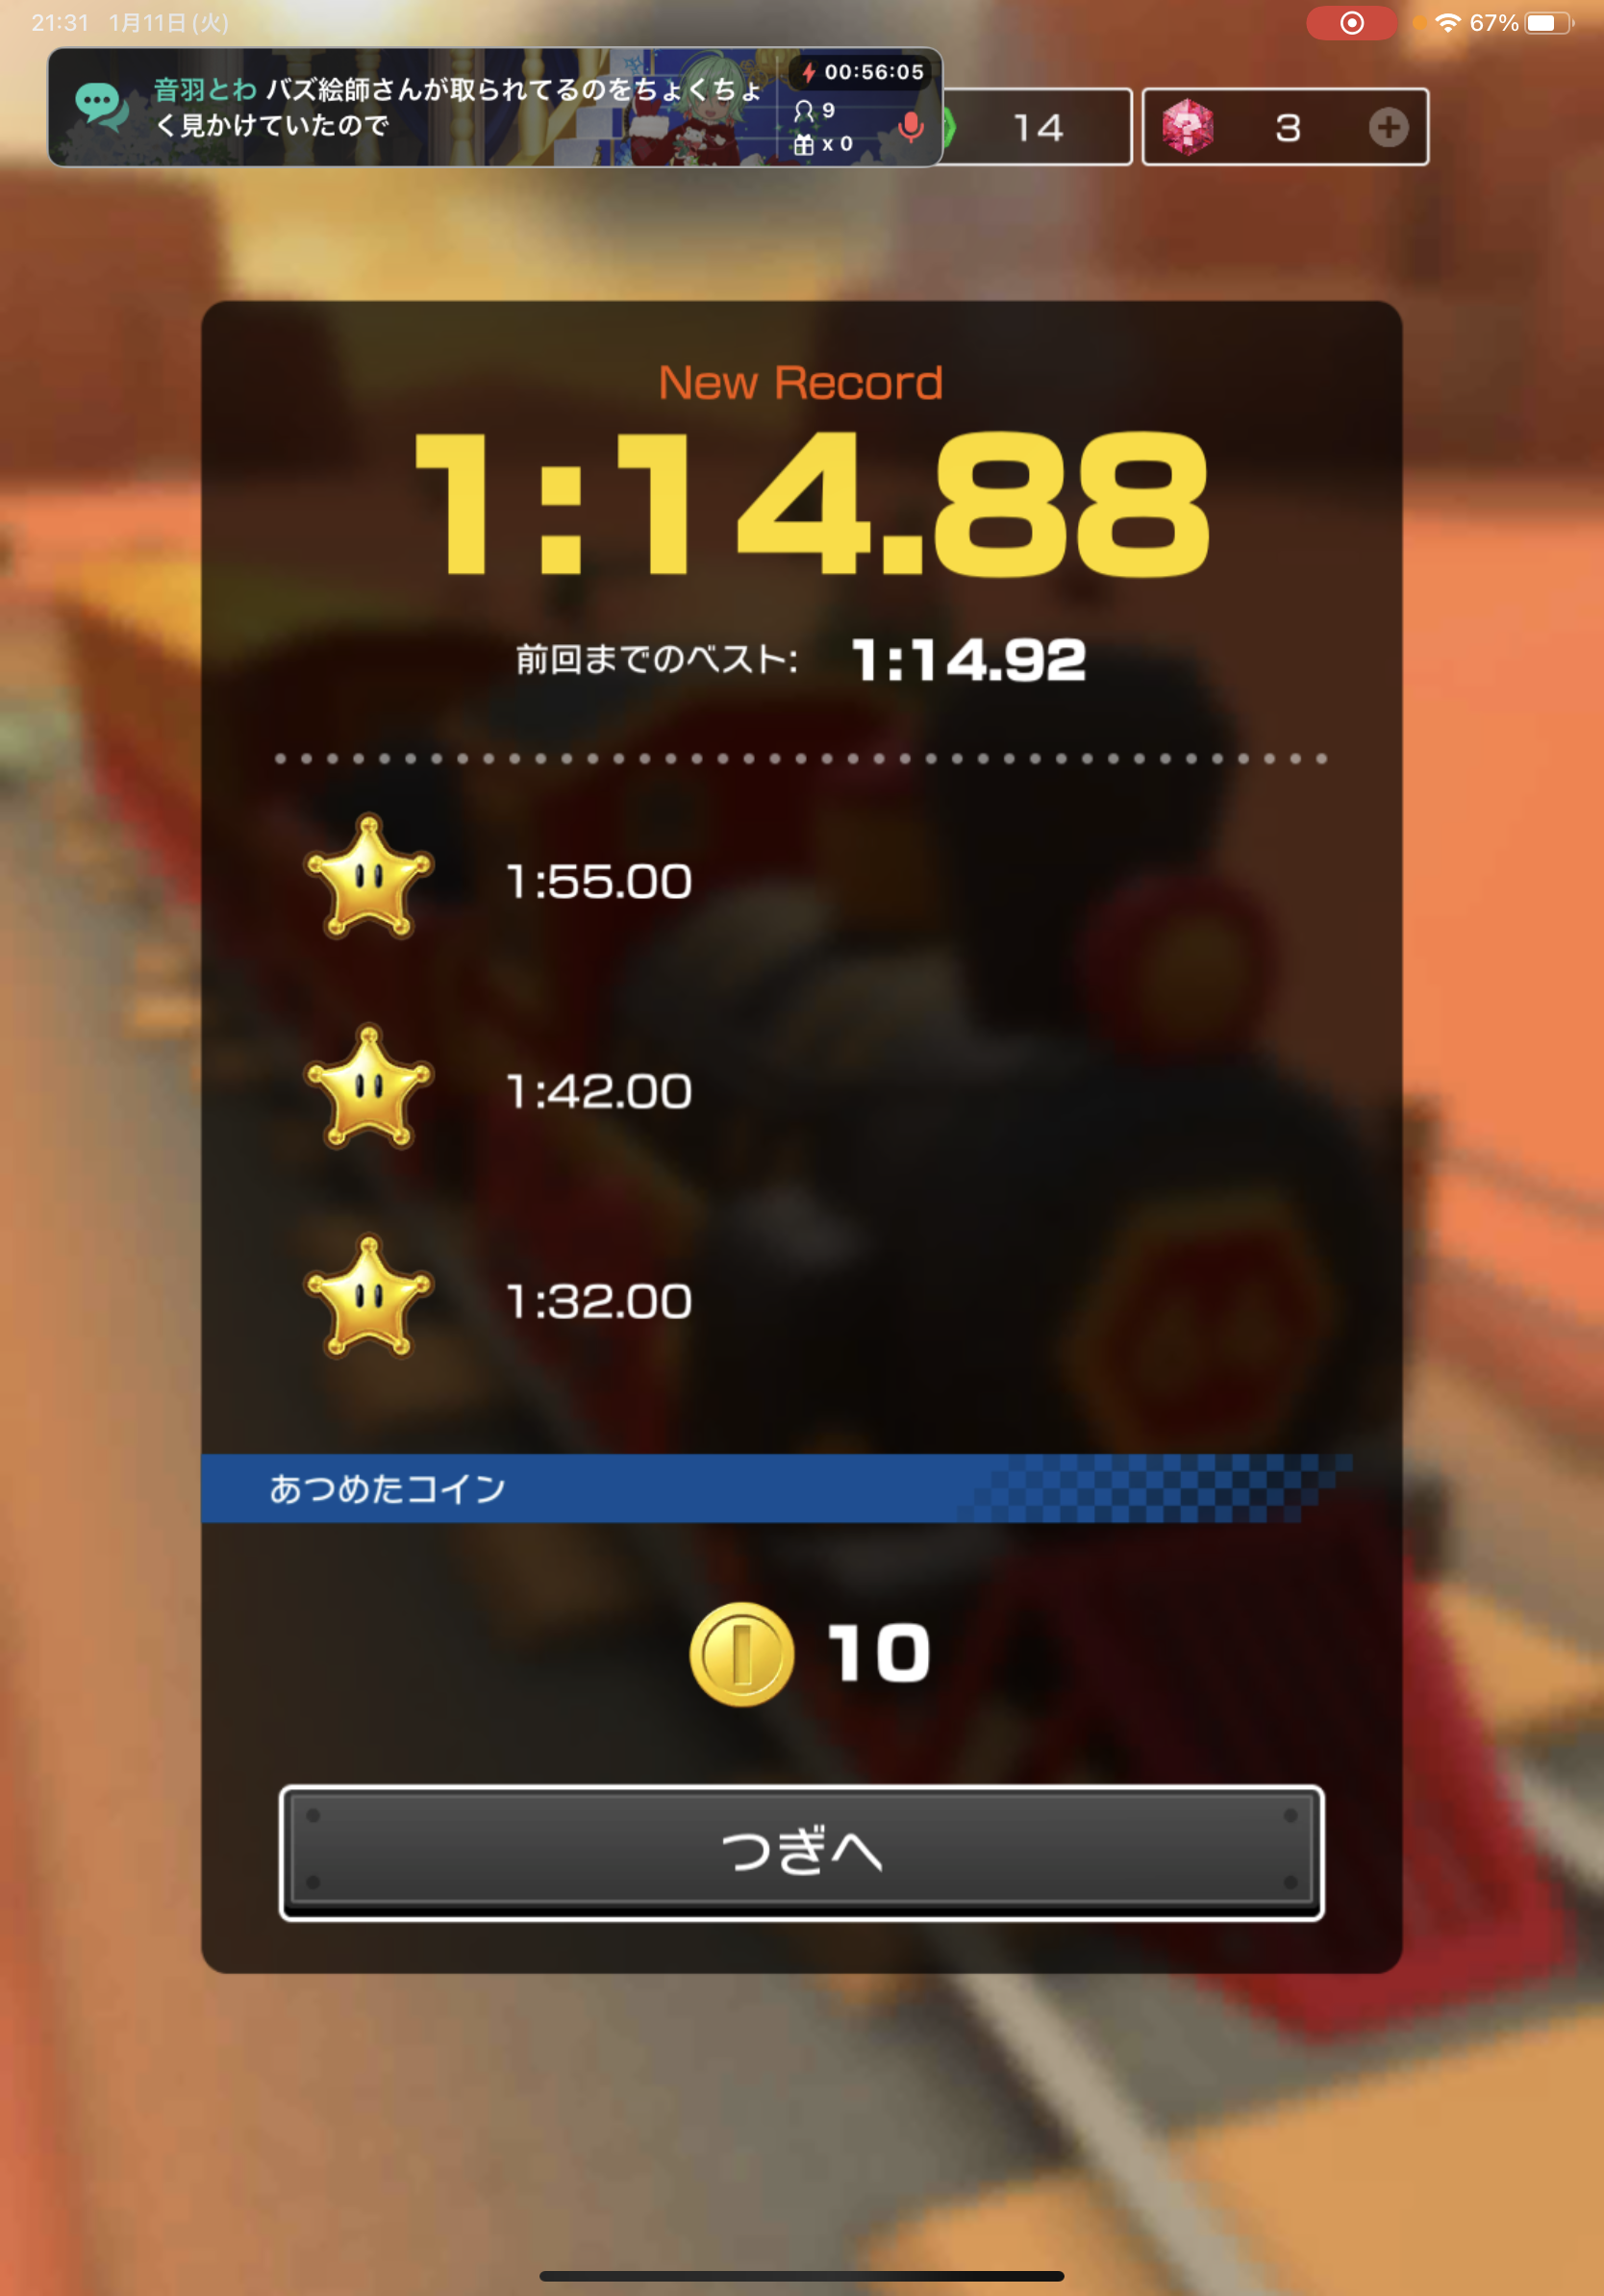 21:31 1月11日(火)
67%
音羽とわ バズ絵師さんが取られてるのをちょくちょ
く見かけていたので
00:56:05
9
x 0
14
3
New Record
1:14.88
前回までのベスト: 1:14.92
1:55.00
1:42.00
1:32.00
あつめたコイン
10
つぎへ